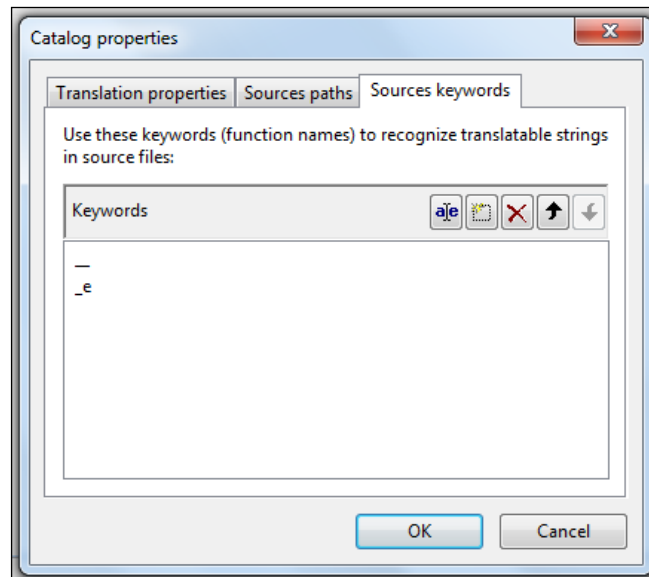 Catalog properties
Translation properties Sources paths Sources keywords
Use these keywords (function names) to recognize translatable strings
in source files:
Keywords
__
_e
OK Cancel